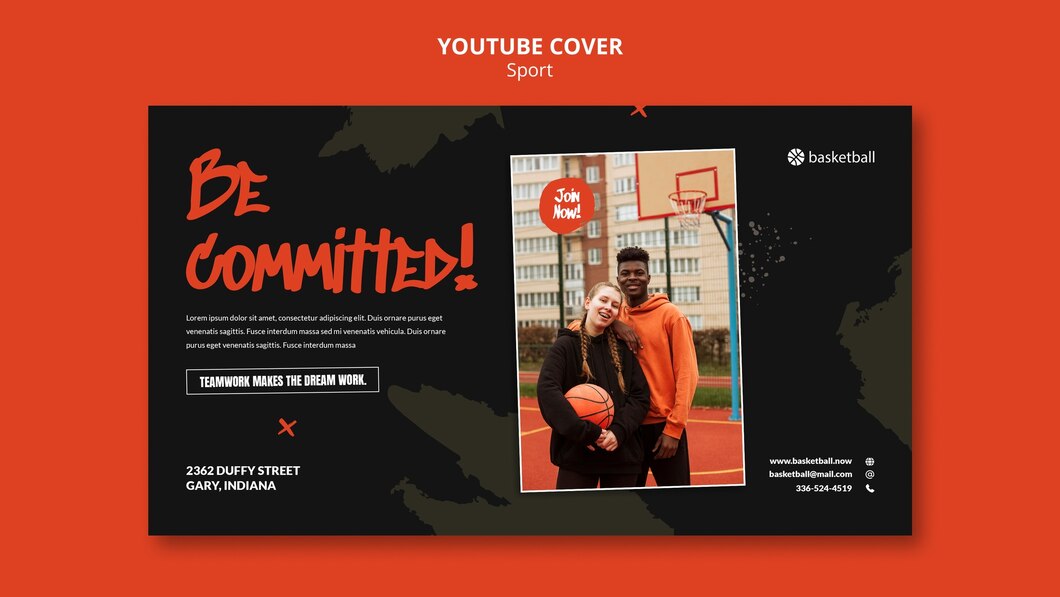 YOUTUBE COVER
Sport
BE
COMMITTED!
Lorem ipsum dolor sit amet, consectetur adipiscing elit. Duis ornare purus eget
venenatis sagittis. Fusce interdum massa sed mi venenatis vehicula. Duis ornare
purus eget venenatis sagittis. Fusce interdum massa
TEAMWORK MAKES THE DREAM WORK.
2362 DUFFY STREET
GARY, INDIANA
Join
Now!
basketball
www.basketball.now
basketball@mail.com
336-524-4519